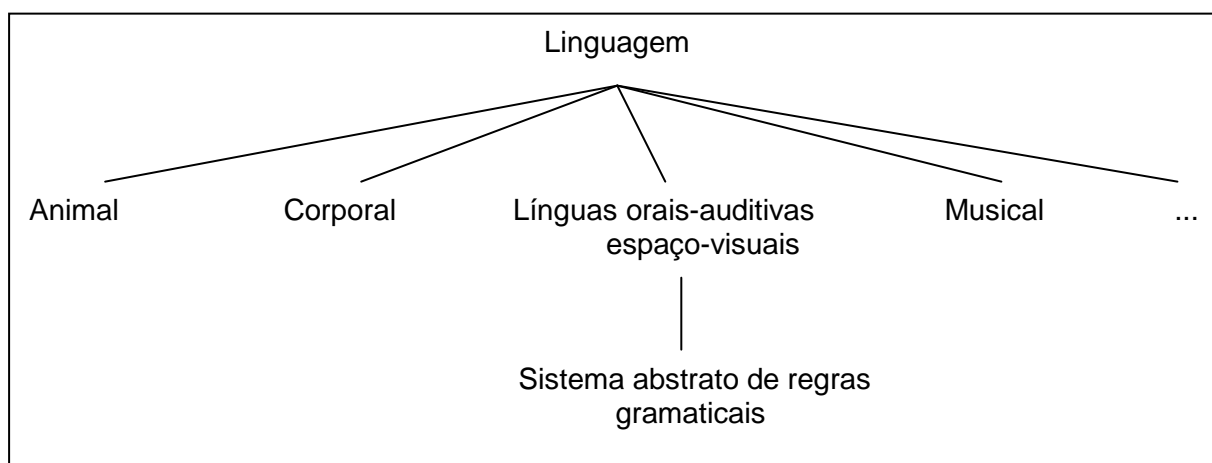 Linguagem
Animal
Corporal
Línguas orais-auditivas
espaço-visuais
Musical
...
Sistema abstrato de regras
gramaticais